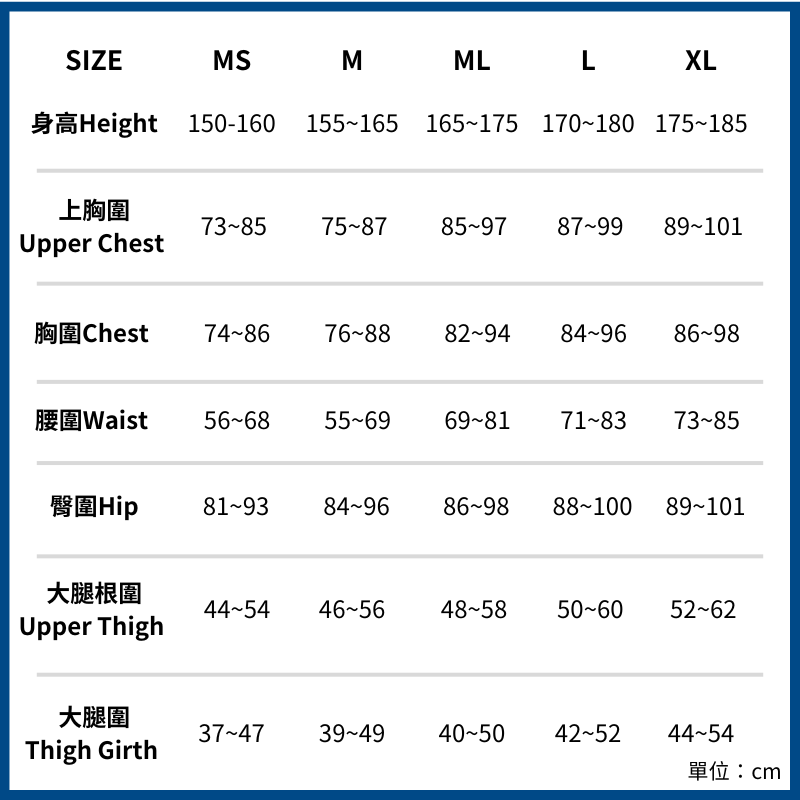 SIZE MS M ML L XL
身高Height 150-160 155~165 165~175 170~180 175~185
上胸圍
Upper Chest 73~85 75~87 85~97 87~99 89~101
胸圍Chest 74~86 76~88 82~94 84~96 86~98
腰圍Waist 56~68 55~69 69~81 71~83 73~85
臀圍Hip 81~93 84~96 86~98 88~100 89~101
大腿根圍
Upper Thigh 44~54 46~56 48~58 50~60 52~62
大腿圍
Thigh Girth 37~47 39~49 40~50 42~52 44~54
單位：cm